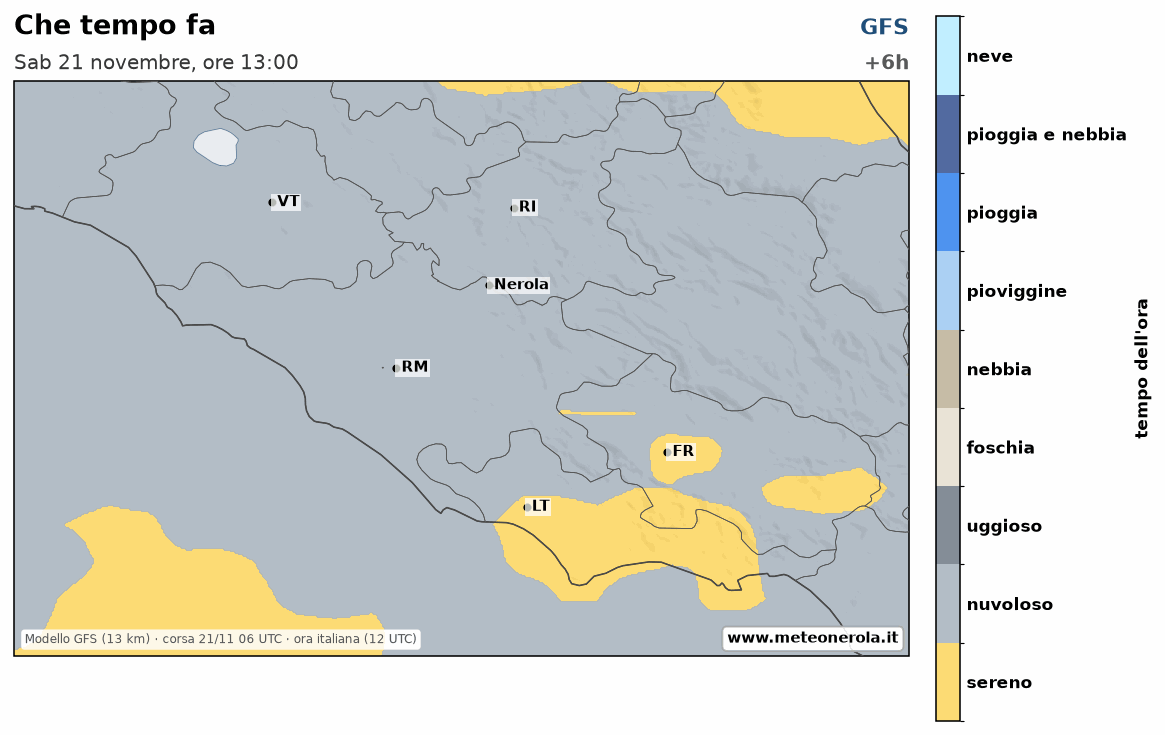 Che tempo fa
GFS
Sab 21 novembre, ore 13:00
+6h
VT
RI
Nerola
RM
FR
LT
Modello GFS (13 km) · corsa 21/11 06 UTC · ora italiana (12 UTC)
www.meteonerola.it
neve
pioggia e nebbia
pioggia
pioviggine
nebbia
foschia
uggioso
nuvoloso
sereno
tempo dell'ora